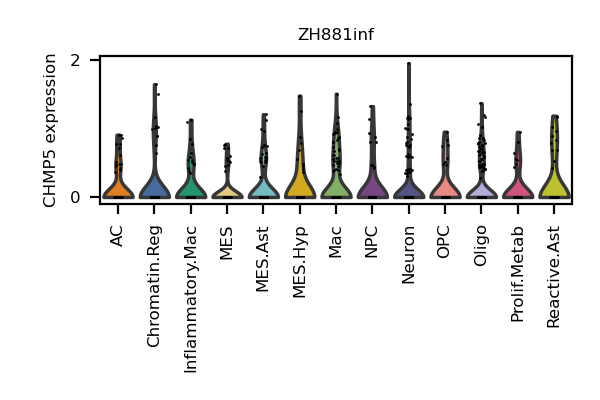 ZH881inf
CHMP5 expression
2
0
AC
Chromatin.Reg
Inflammatory.Mac
MES
MES.Ast
MES.Hyp
Mac
NPC
Neuron
OPC
Oligo
Prolif.Metab
Reactive.Ast